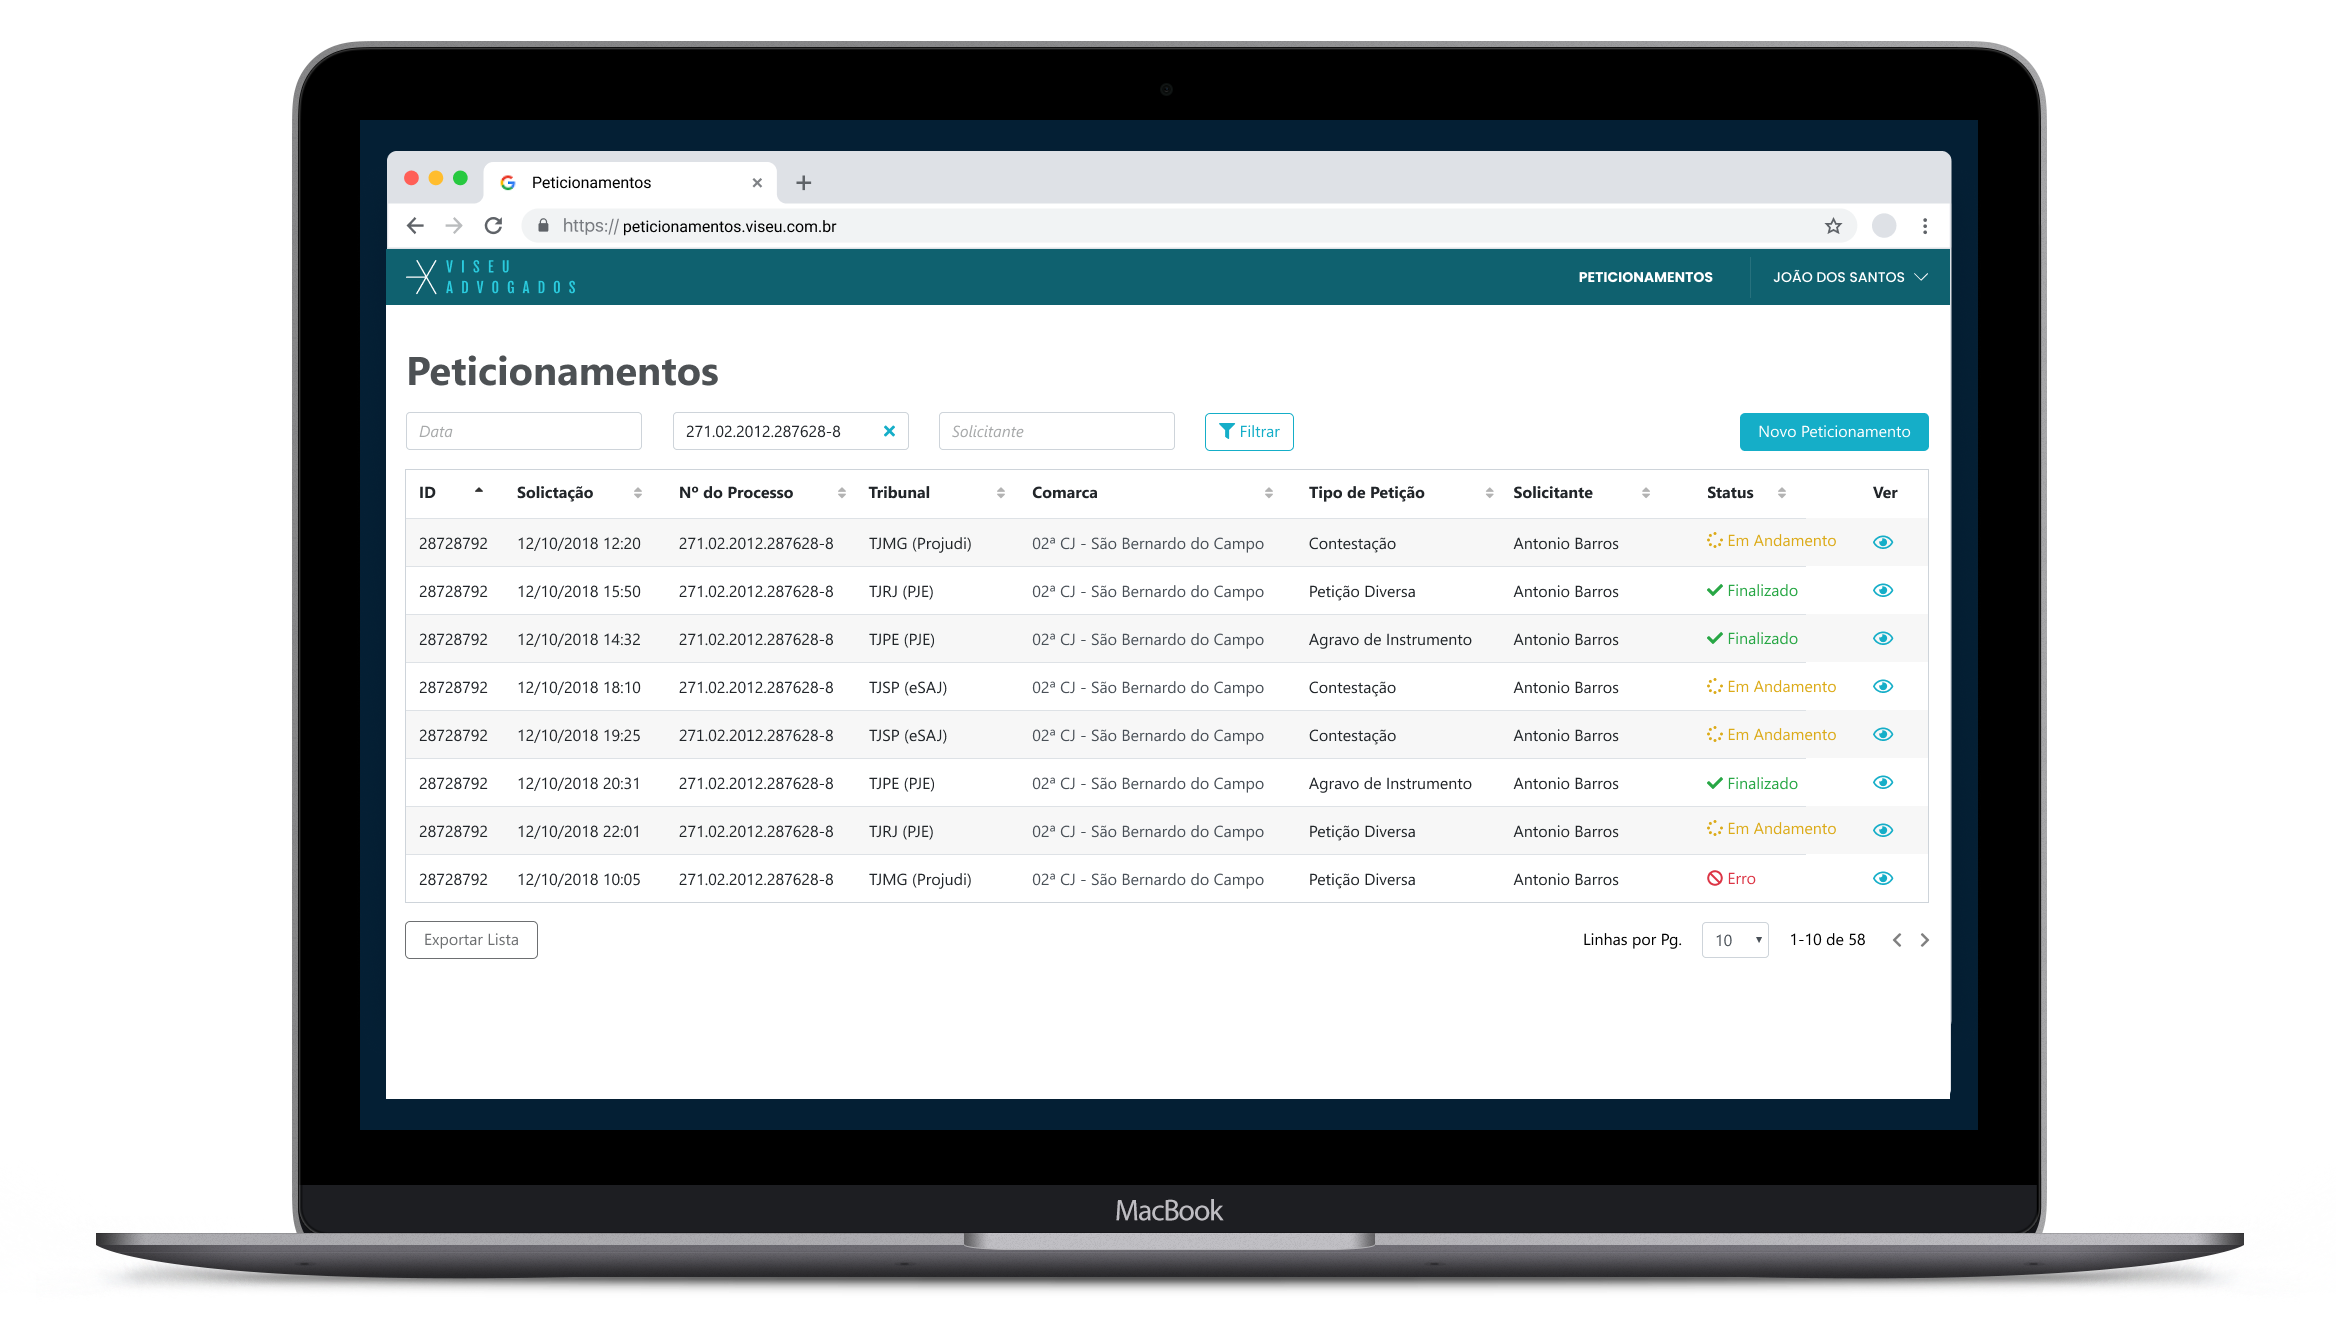 Peticionamentos
https:// peticionamentos.viseu.com.br
VISEU
ADVOGADOS
PETICIONAMENTOS JOÃO DOS SANTOS
Peticionamentos
Data 271.02.2012.287628-8 Solicitante Filtrar Novo Peticionamento
ID Solictação Nº do Processo Tribunal Comarca Tipo de Petição Solicitante Status Ver
28728792 12/10/2018 12:20 271.02.2012.287628-8 TJMG (Projudi) 02ª CJ - São Bernardo do Campo Contestação Antonio Barros Em Andamento
28728792 12/10/2018 15:50 271.02.2012.287628-8 TJRJ (PJE) 02ª CJ - São Bernardo do Campo Petição Diversa Antonio Barros Finalizado
28728792 12/10/2018 14:32 271.02.2012.287628-8 TJPE (PJE) 02ª CJ - São Bernardo do Campo Agravo de Instrumento Antonio Barros Finalizado
28728792 12/10/2018 18:10 271.02.2012.287628-8 TJSP (eSAJ) 02ª CJ - São Bernardo do Campo Contestação Antonio Barros Em Andamento
28728792 12/10/2018 19:25 271.02.2012.287628-8 TJSP (eSAJ) 02ª CJ - São Bernardo do Campo Contestação Antonio Barros Em Andamento
28728792 12/10/2018 20:31 271.02.2012.287628-8 TJPE (PJE) 02ª CJ - São Bernardo do Campo Agravo de Instrumento Antonio Barros Finalizado
28728792 12/10/2018 22:01 271.02.2012.287628-8 TJRJ (PJE) 02ª CJ - São Bernardo do Campo Petição Diversa Antonio Barros Em Andamento
28728792 12/10/2018 10:05 271.02.2012.287628-8 TJMG (Projudi) 02ª CJ - São Bernardo do Campo Petição Diversa Antonio Barros Erro
Exportar Lista Linhas por Pg. 10 1-10 de 58
MacBook